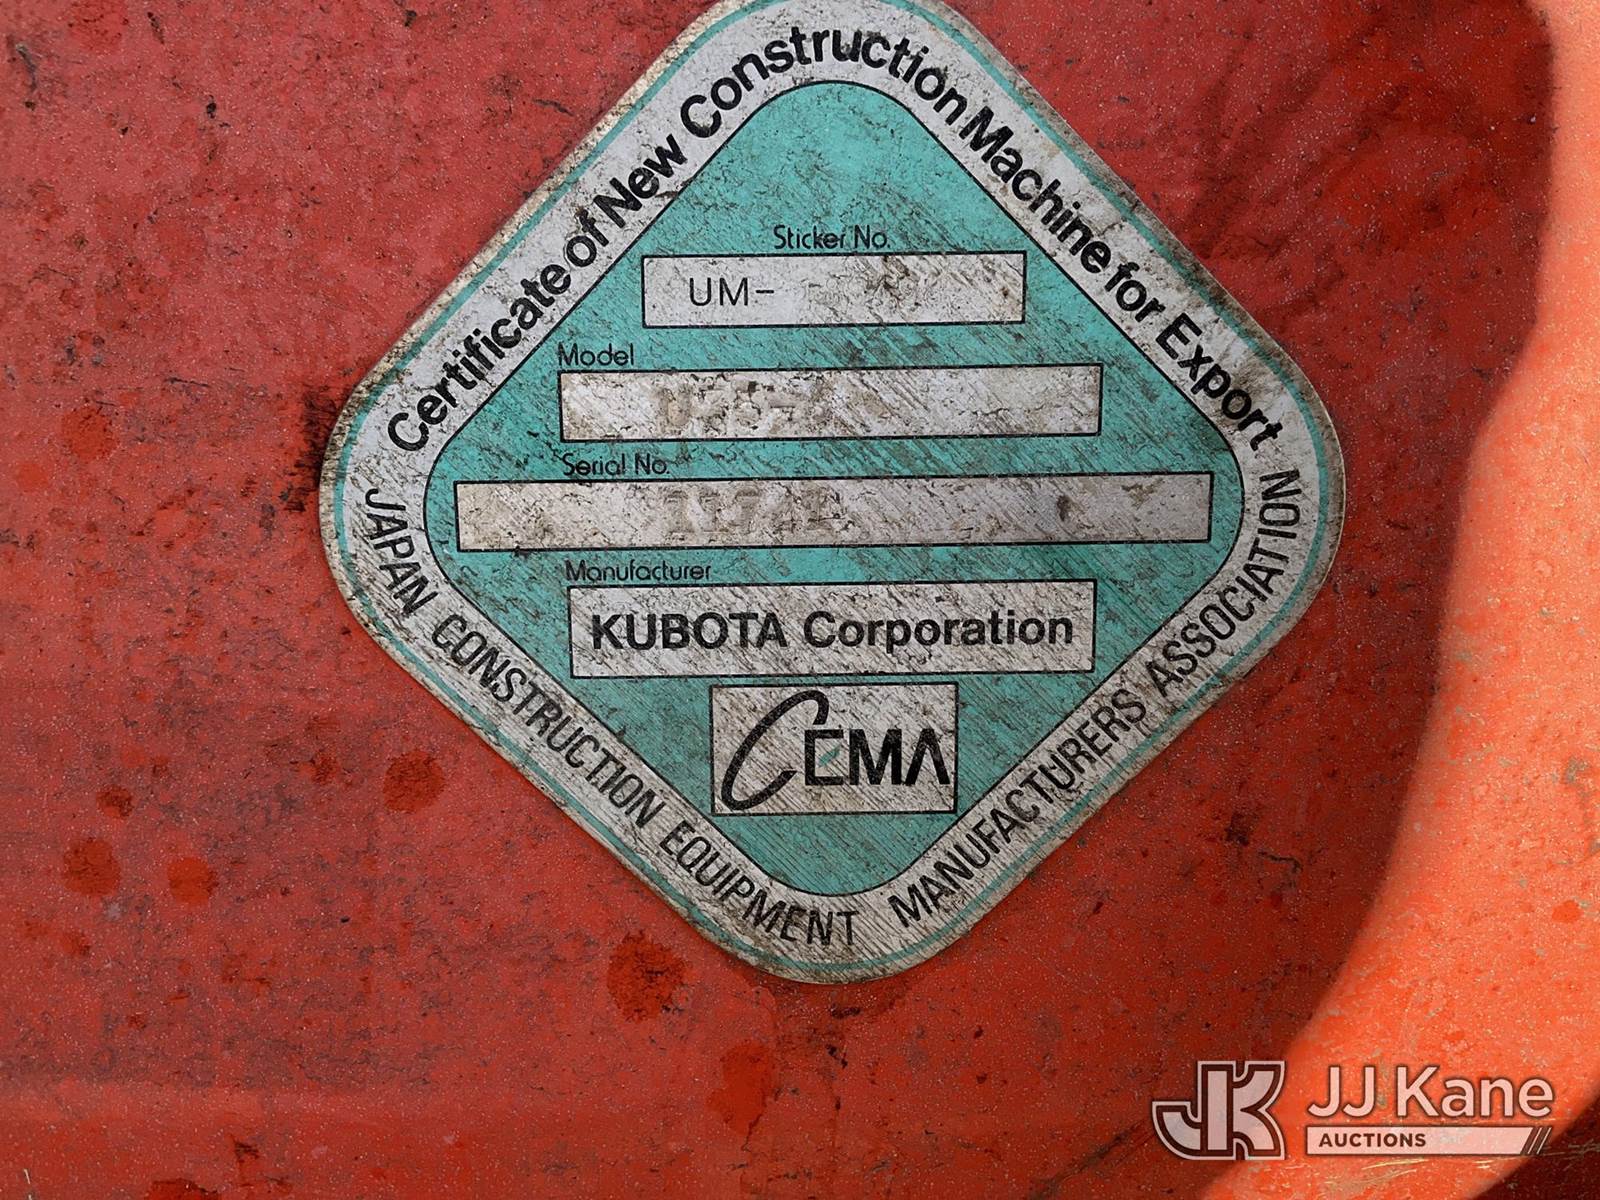 Certificate of New Construction Machine for Export
Sticker No.
UM-
Model
Serial No.
Manufacturer
KUBOTA Corporation
CEMA
JAPAN CONSTRUCTION EQUIPMENT MANUFACTURERS ASSOCIATION
JJ Kane
AUCTIONS